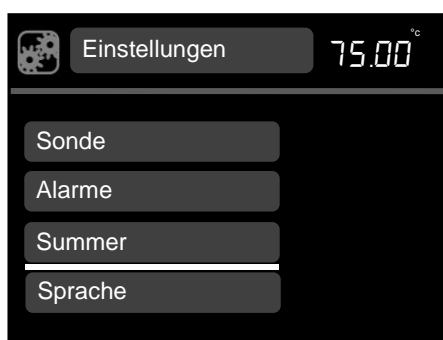 Einstellungen 75.00 °c
Sonde
Alarme
Summer
Sprache